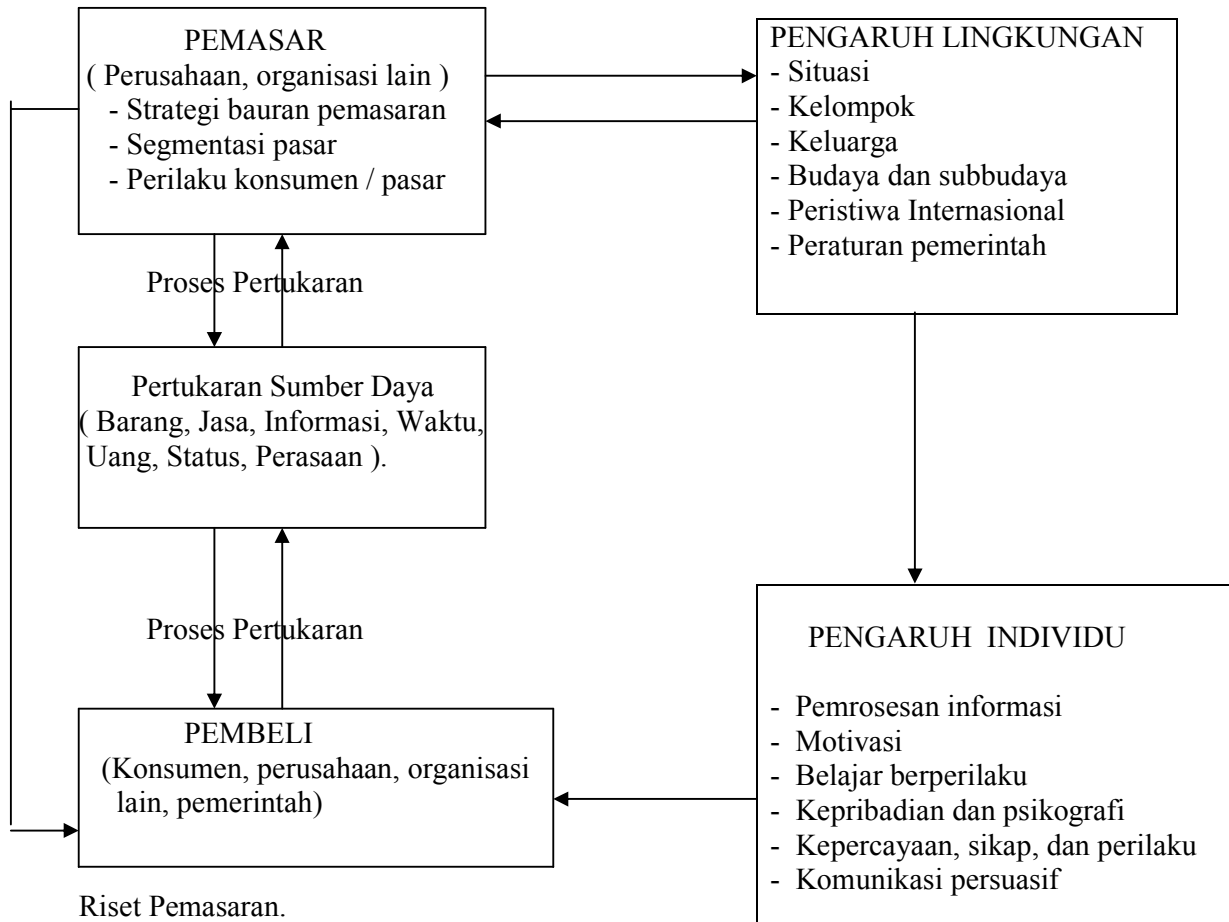 PEMASAR
( Perusahaan, organisasi lain )
- Strategi bauran pemasaran
- Segmentasi pasar
- Perilaku konsumen / pasar
PENGARUH LINGKUNGAN
- Situasi
- Kelompok
- Keluarga
- Budaya dan subbudaya
- Peristiwa Internasional
- Peraturan pemerintah
Proses Pertukaran
Pertukaran Sumber Daya
( Barang, Jasa, Informasi, Waktu,
Uang, Status, Perasaan ).
Proses Pertukaran
PEMBELI
(Konsumen, perusahaan, organisasi
lain, pemerintah)
PENGARUH INDIVIDU
- Pemrosesan informasi
- Motivasi
- Belajar berperilaku
- Kepribadian dan psikografi
- Kepercayaan, sikap, dan perilaku
- Komunikasi persuasif
Riset Pemasaran.